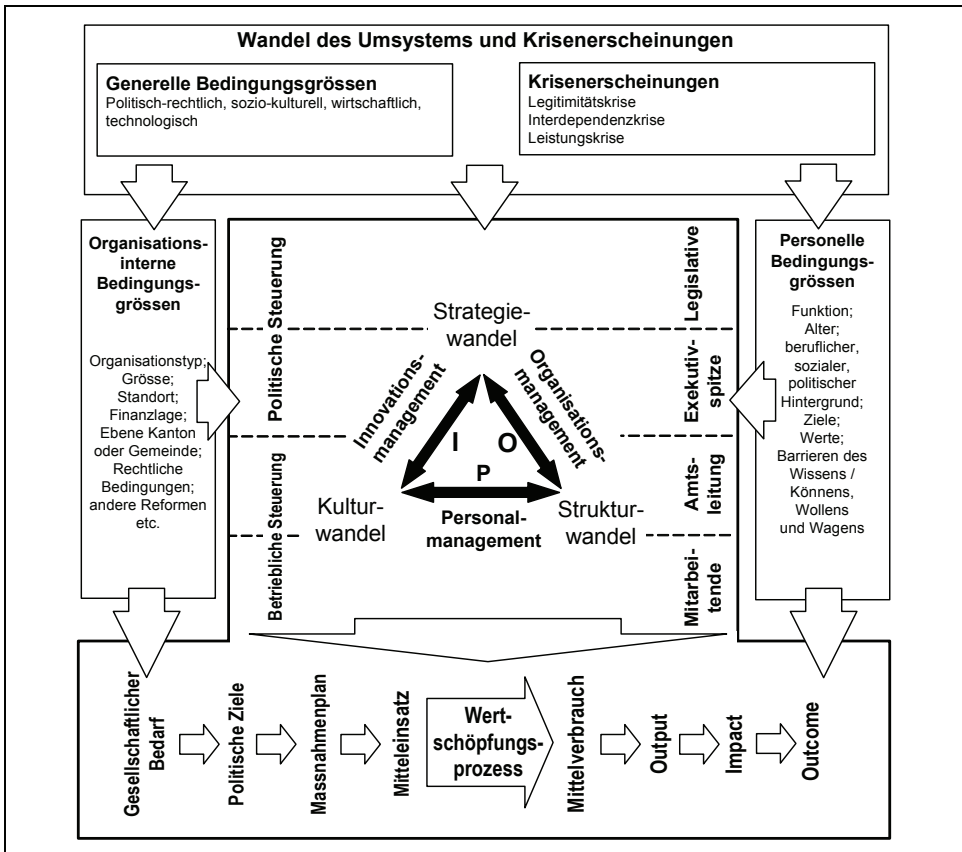 Wandel des Umsystems und Krisenerscheinungen
Generelle Bedingungsgrössen
Politisch-rechtlich, sozio-kulturell, wirtschaftlich,
technologisch
Krisenerscheinungen
Legitimitätskrise
Interdependenzkrise
Leistungskrise
Organisations-
interne
Bedingungs-
grössen
Organisationstyp;
Grösse;
Standort;
Finanzlage;
Ebene Kanton
oder Gemeinde;
Rechtliche
Bedingungen;
andere Reformen
etc.
Politische Steuerung
Betriebliche Steuerung
Strategie-
wandel
Innovations-
management
Organisations-
management
I
O
P
Kultur-
wandel
Personal-
management
Struktur-
wandel
Legislative
Exekutiv-
spitze
Amts-
leitung
Mitarbei-
tende
Personelle
Bedingungs-
grössen
Funktion;
Alter;
beruflicher,
sozialer,
politischer
Hintergrund;
Ziele;
Werte;
Barrieren des
Wissens /
Könnens,
Wollens
und Wagens
Gesellschaftlicher
Bedarf
Politische Ziele
Massnahmenplan
Mitteleinsatz
Wert-
schöpfungs-
prozess
Mittelverbrauch
Output
Impact
Outcome